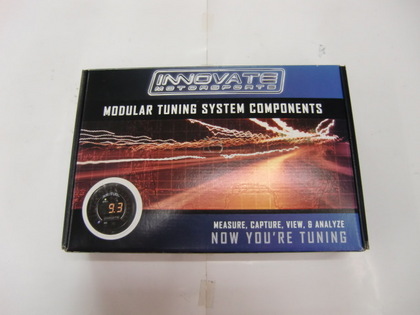 INNOVATE
MOTORSPORTS
MODULAR TUNING SYSTEM COMPONENTS
9.3
MEASURE, CAPTURE, VIEW, & ANALYZE
NOW YOU'RE TUNING